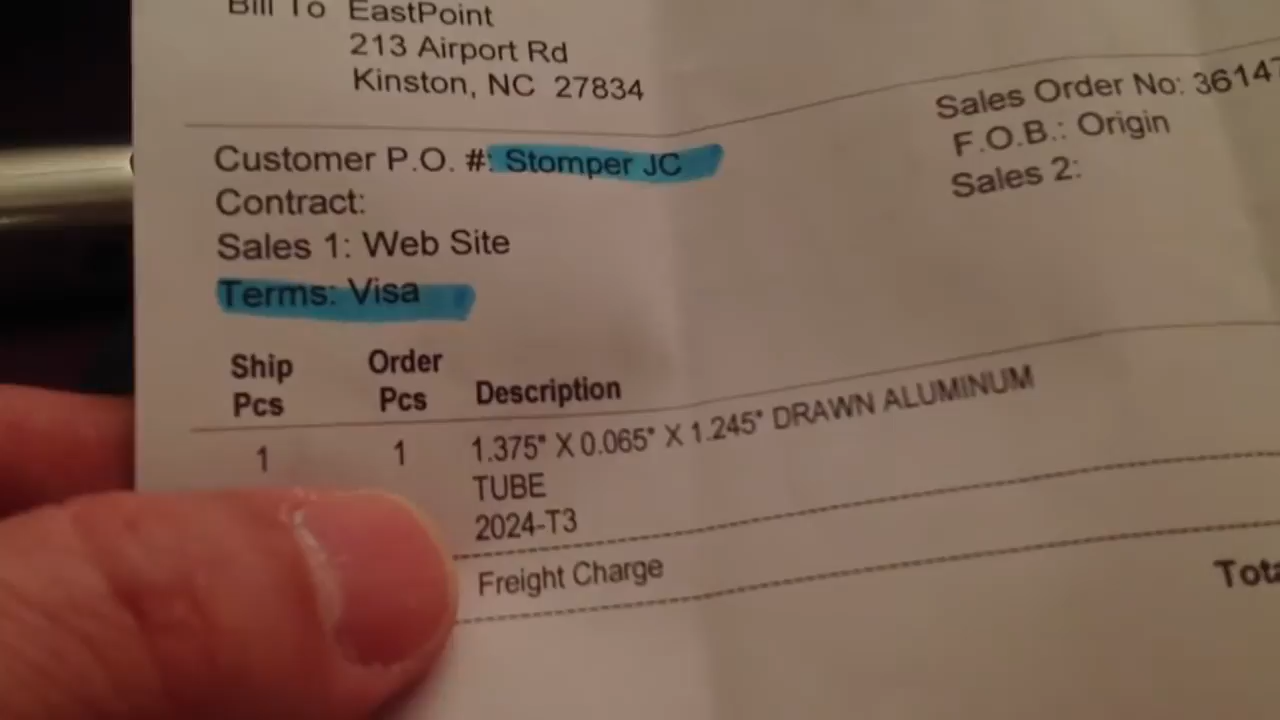 Bill To EastPoint
213 Airport Rd
Kinston, NC 27834
Sales Order No: 36147
F.O.B.: Origin
Sales 2:
Customer P.O. #: Stomper JC
Contract:
Sales 1: Web Site
Terms: Visa
Ship Pcs Order Pcs Description
1 1 1.375" X 0.065" X 1.245" DRAWN ALUMINUM
TUBE
2024-T3
Freight Charge